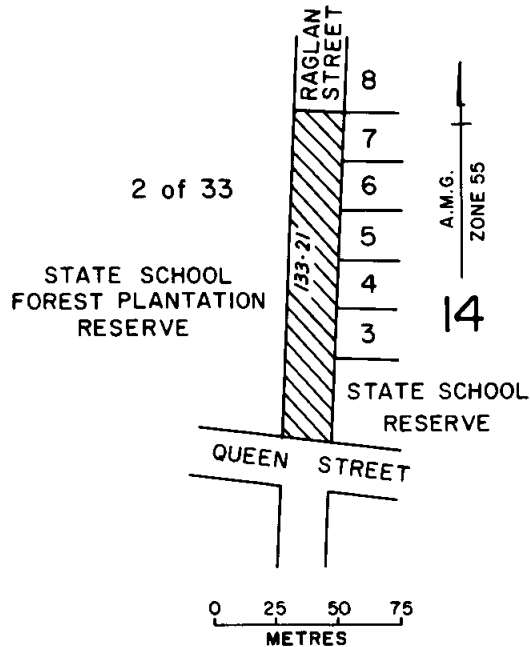 RAGLAN
STREET
8
7
2 of 33
6
A.M.G.
ZONE 55
133·21
5
STATE SCHOOL
FOREST PLANTATION
RESERVE
4
14
3
STATE SCHOOL
RESERVE
QUEEN STREET
0 25 50 75
METRES